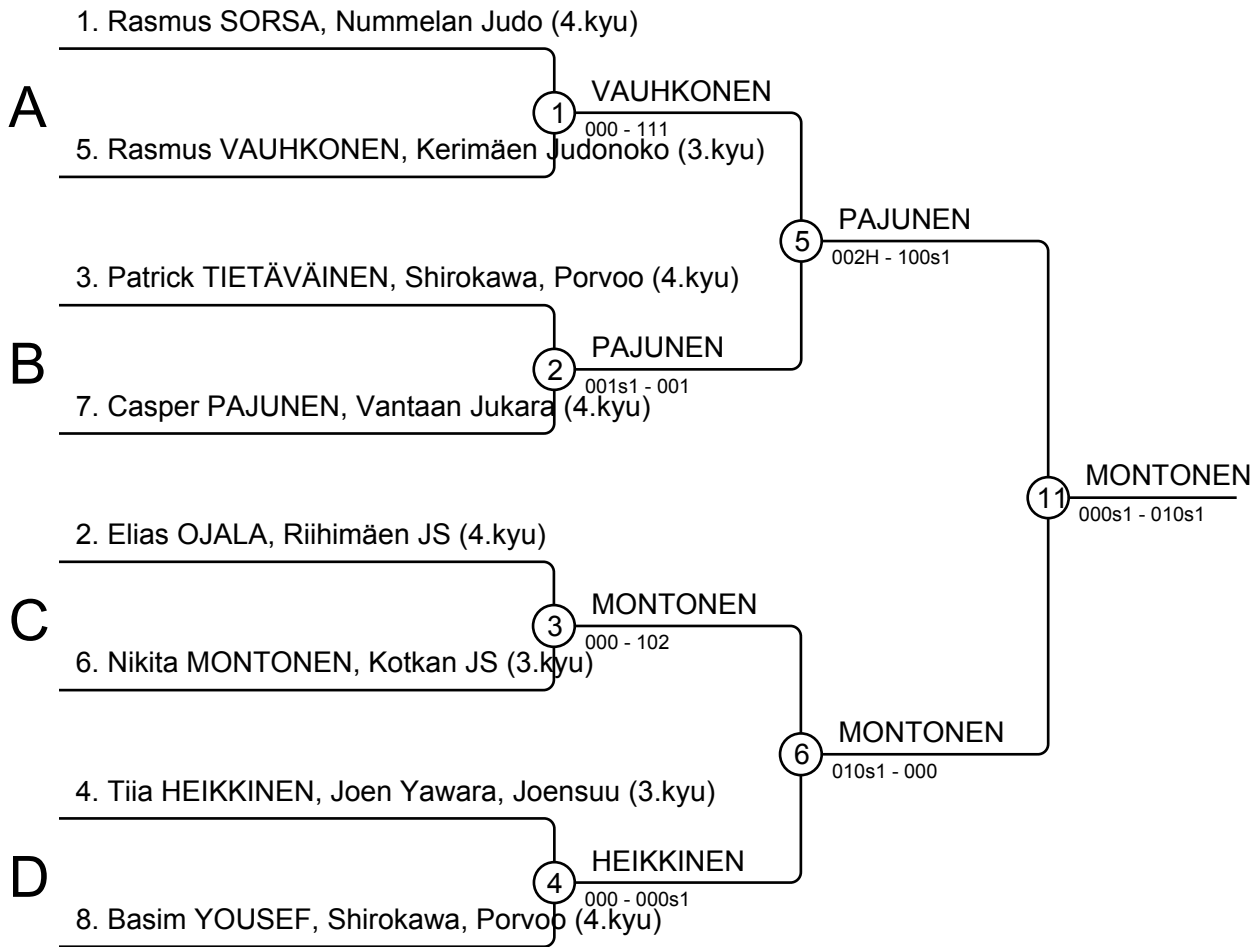 1. Rasmus SORSA, Nummelan Judo (4.kyu)
A
1
VAUHKONEN
000 - 111
5. Rasmus VAUHKONEN, Kerimäen Judonoko (3.kyu)
5
PAJUNEN
002H - 100s1
3. Patrick TIETÄVÄINEN, Shirokawa, Porvoo (4.kyu)
B
2
PAJUNEN
001s1 - 001
7. Casper PAJUNEN, Vantaan Jukara (4.kyu)
11
MONTONEN
000s1 - 010s1
2. Elias OJALA, Riihimäen JS (4.kyu)
C
3
MONTONEN
000 - 102
6. Nikita MONTONEN, Kotkan JS (3.kyu)
6
MONTONEN
010s1 - 000
4. Tiia HEIKKINEN, Joen Yawara, Joensuu (3.kyu)
D
4
HEIKKINEN
000 - 000s1
8. Basim YOUSEF, Shirokawa, Porvoo (4.kyu)